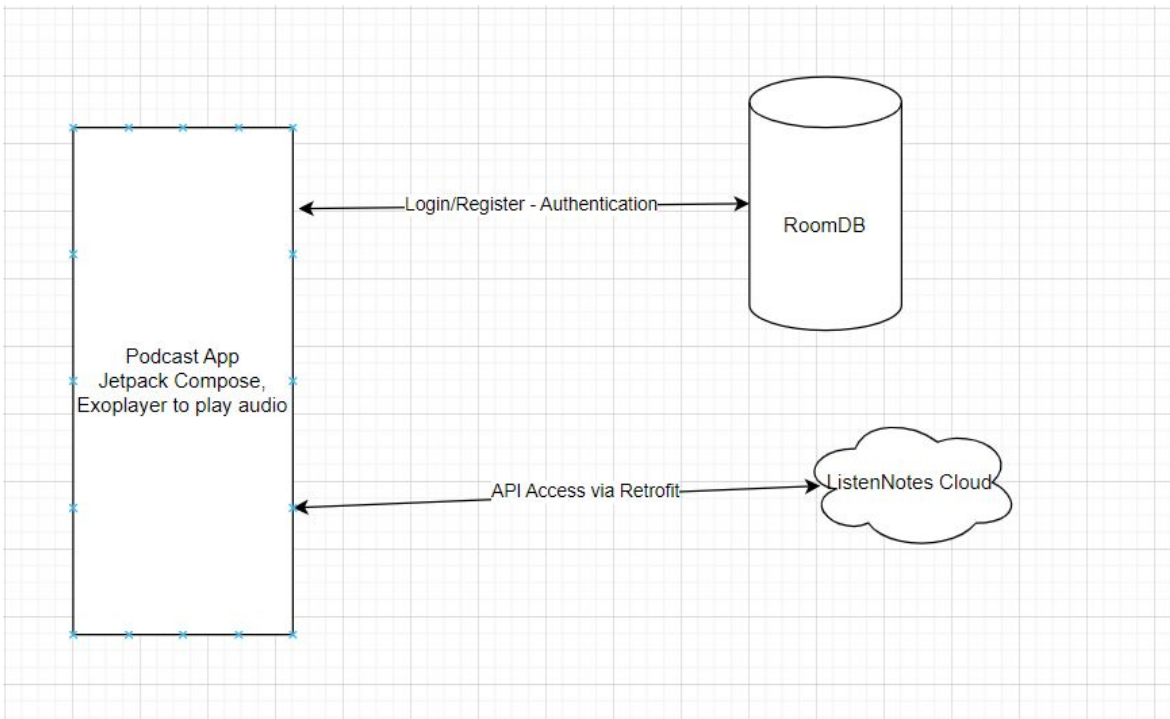 Login/Register - Authentication
RoomDB
Podcast App
Jetpack Compose,
Exoplayer to play audio
API Access via Retrofit
ListenNotes Cloud